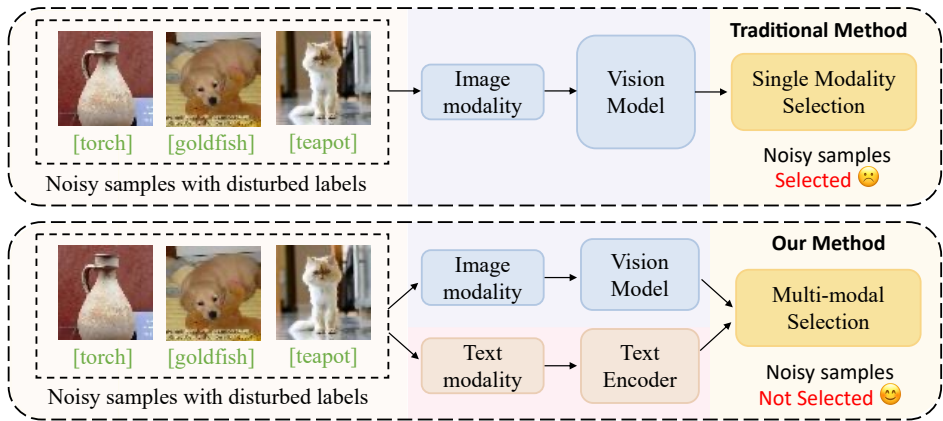 Traditional Method
[torch] [goldfish] [teapot]
Noisy samples with disturbed labels
Image
modality
Vision
Model
Single Modality
Selection
Noisy samples
Selected
Our Method
[torch] [goldfish] [teapot]
Noisy samples with disturbed labels
Image
modality
Vision
Model
Text
modality
Text
Encoder
Multi-modal
Selection
Noisy samples
Not Selected